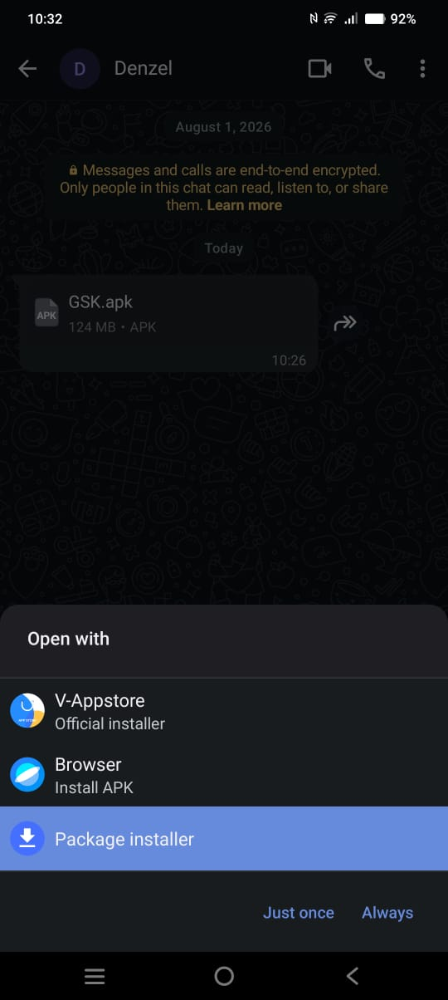 10:32
92%
D
Denzel
August 1, 2026
Messages and calls are end-to-end encrypted.
Only people in this chat can read, listen to, or share
them. Learn more
Today
GSK.apk
APK
124 MB • APK
10:26
Open with
V-Appstore
Official installer
APP STORE
Browser
Install APK
Package installer
Just once
Always